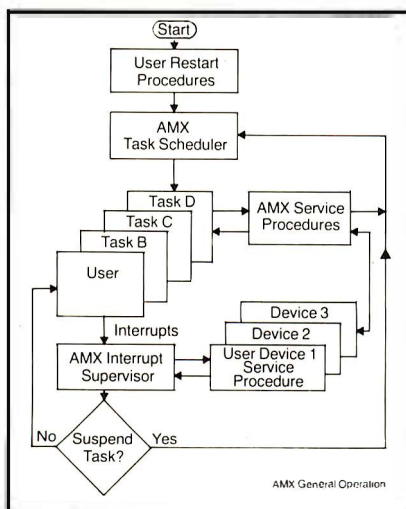 Start
User Restart
Procedures
AMX
Task Scheduler
Task D
Task C
Task B
User
AMX Service
Procedures
Interrupts
Device 3
Device 2
User Device 1
Service
Procedure
AMX Interrupt
Supervisor
No
Suspend
Task?
Yes
AMX General Operation